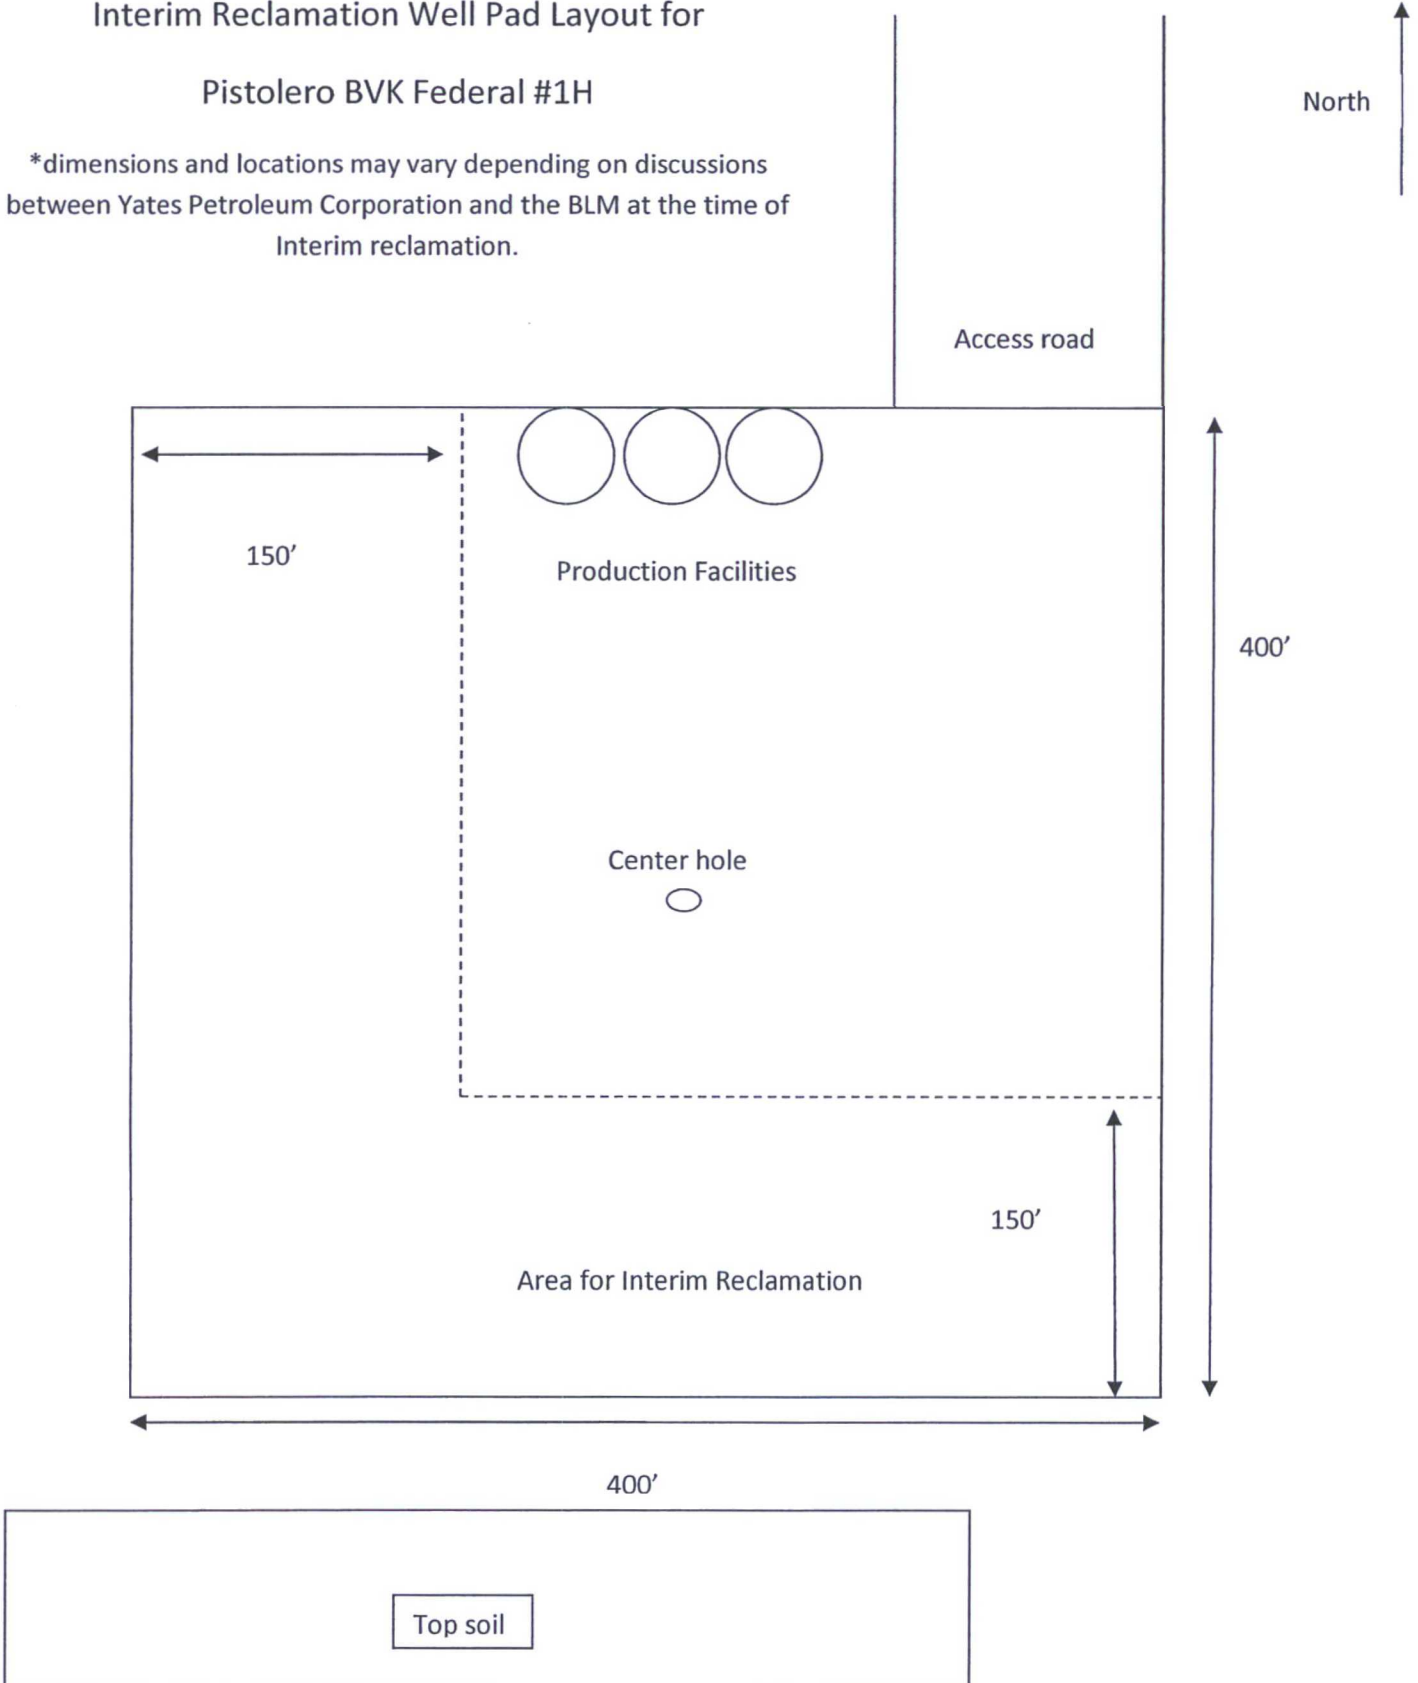 Interim Reclamation Well Pad Layout for
Pistolero BVK Federal #1H
*dimensions and locations may vary depending on discussions
between Yates Petroleum Corporation and the BLM at the time of
Interim reclamation.
North
Access road
150’
Production Facilities
400’
Center hole
150’
Area for Interim Reclamation
400’
Top soil